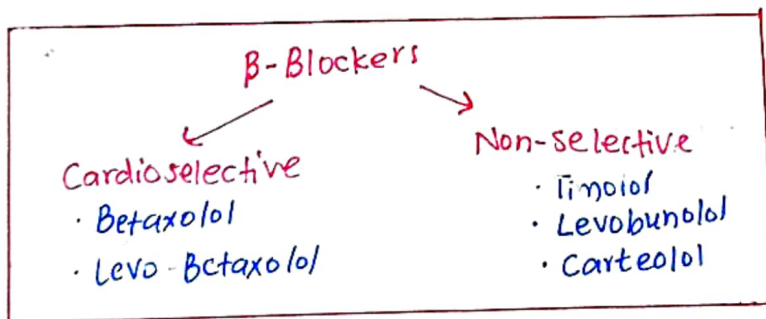 β-Blockers
Cardioselective
· Betaxolol
· Levo-Betaxolol
Non-selective
· Timolol
· Levobunolol
· Carteolol